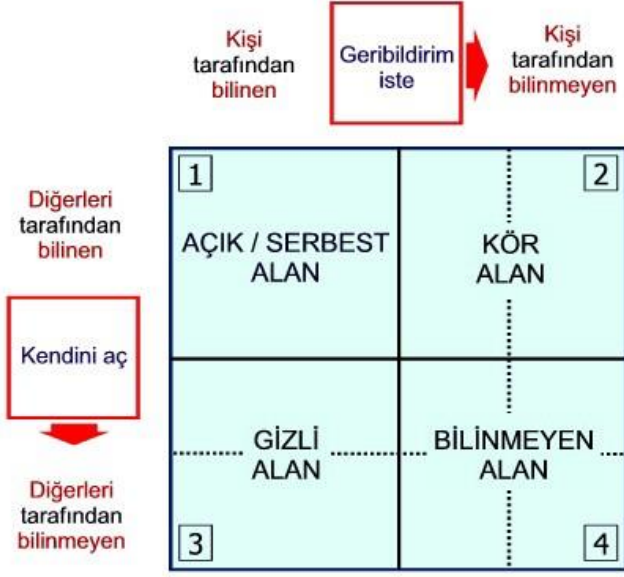 Kişi
tarafından
bilinen
Geribildirim
iste
Kişi
tarafından
bilinmeyen
Diğerleri
tarafından
bilinen
1
AÇIK / SERBEST
ALAN
2
KÖR
ALAN
Kendini aç
Diğerleri
tarafından
bilinmeyen
GİZLİ
ALAN
3
BİLİNMEYEN
ALAN
4